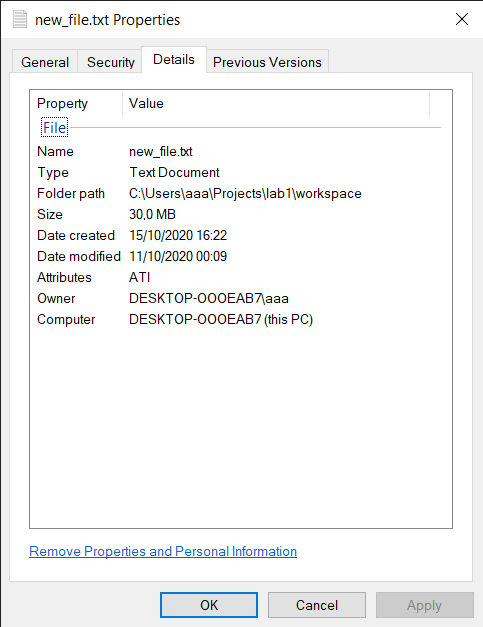 new_file.txt Properties
General Security Details Previous Versions
Property Value
File
Name new_file.txt
Type Text Document
Folder path C:\Users\aaa\Projects\lab1\workspace
Size 30,0 MB
Date created 15/10/2020 16:22
Date modified 11/10/2020 00:09
Attributes ATI
Owner DESKTOP-OOOEAB7\aaa
Computer DESKTOP-OOOEAB7 (this PC)
Remove Properties and Personal Information
OK Cancel Apply